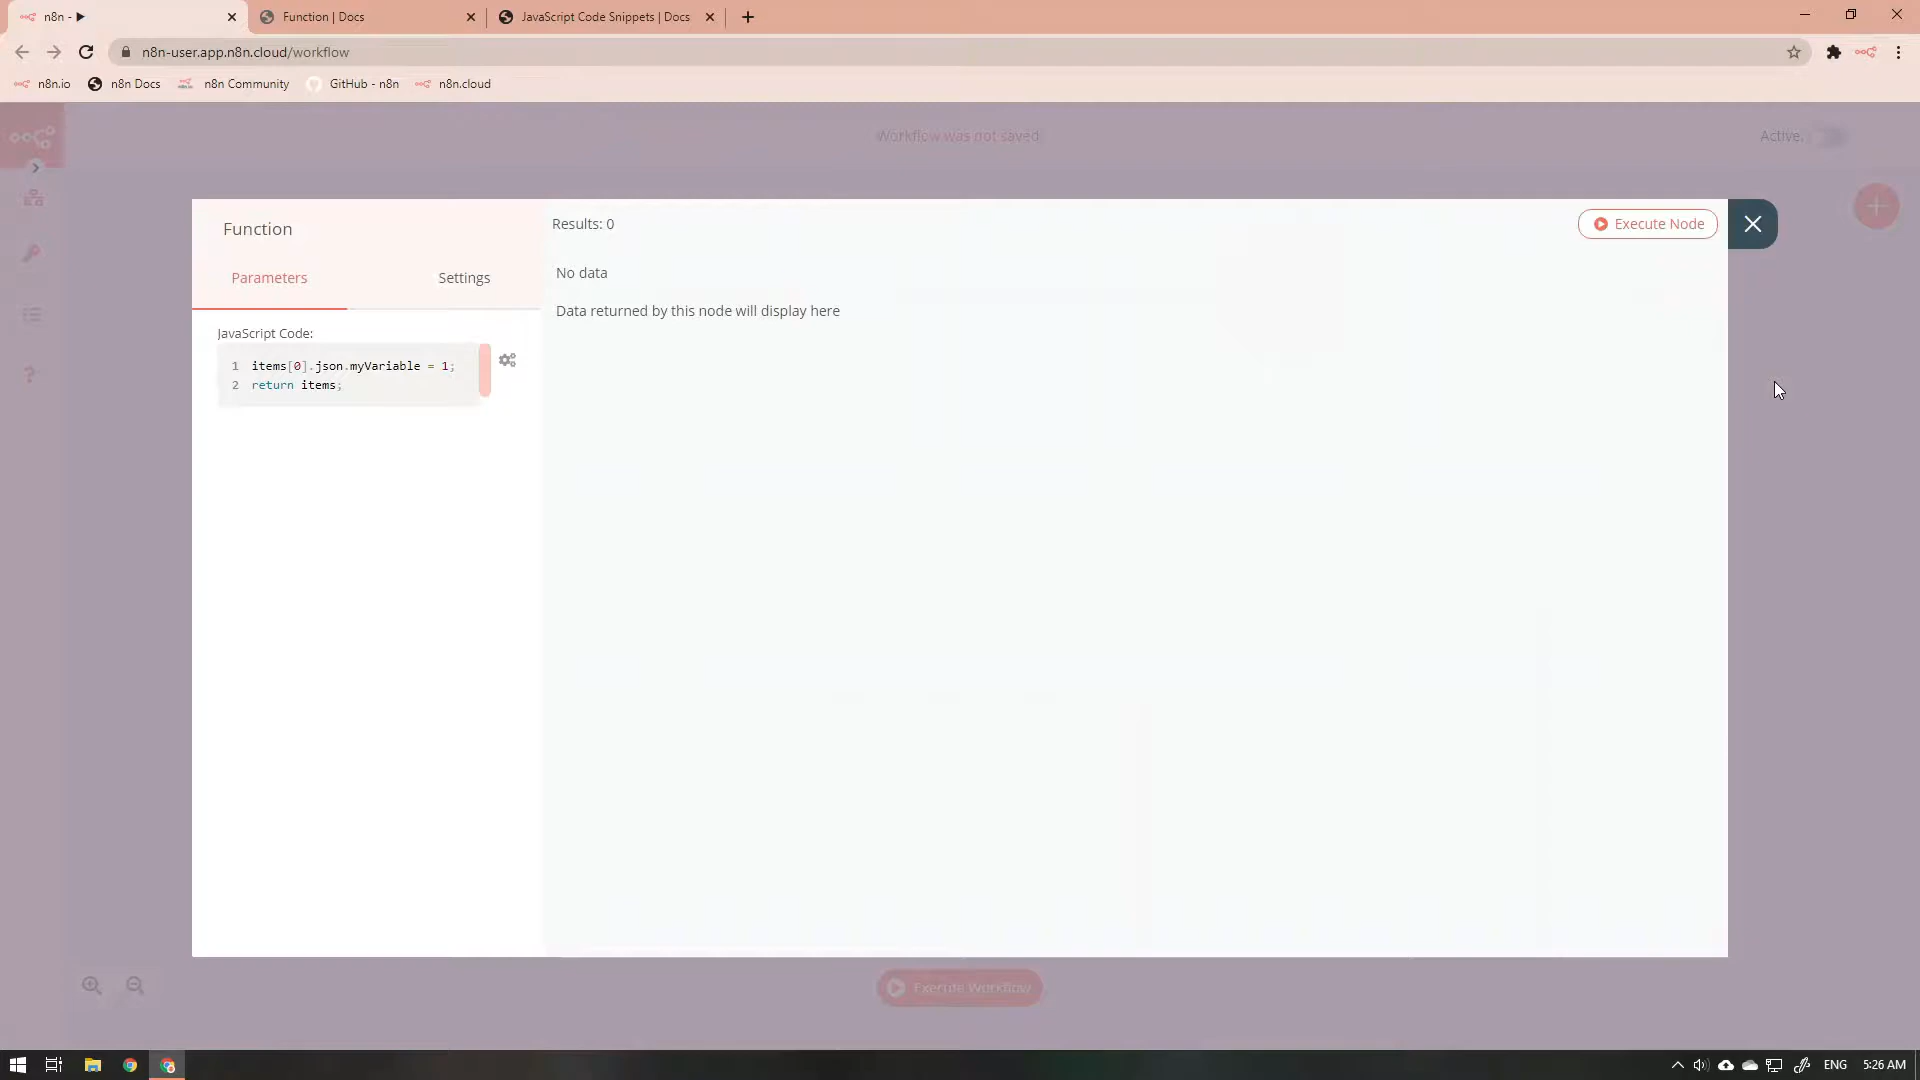 n8n - ▶
Function | Docs
JavaScript Code Snippets | Docs
n8n-user.app.n8n.cloud/workflow
n8n.io
n8n Docs
n8n Community
GitHub - n8n
n8n.cloud
Workflow was not saved
Active:
Function
Results: 0
Execute Node
Parameters
Settings
No data
Data returned by this node will display here
JavaScript Code:
1 items[0].json.myVariable = 1;
2 return items;
Execute Workflow
ENG
5:26 AM